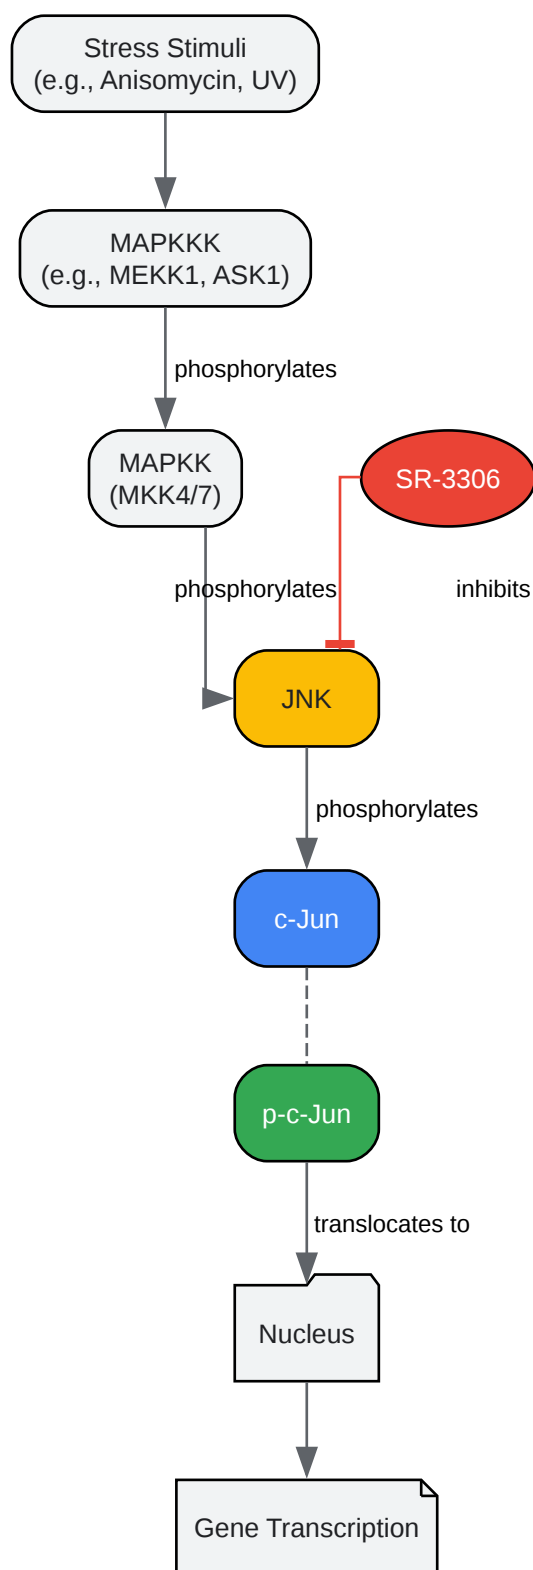 Stress Stimuli
(e.g., Anisomycin, UV)
MAPKKK
(e.g., MEKK1, ASK1)
phosphorylates
MAPKK
(MKK4/7)
SR-3306
phosphorylates
inhibits
JNK
phosphorylates
c-Jun
p-c-Jun
translocates to
Nucleus
Gene Transcription